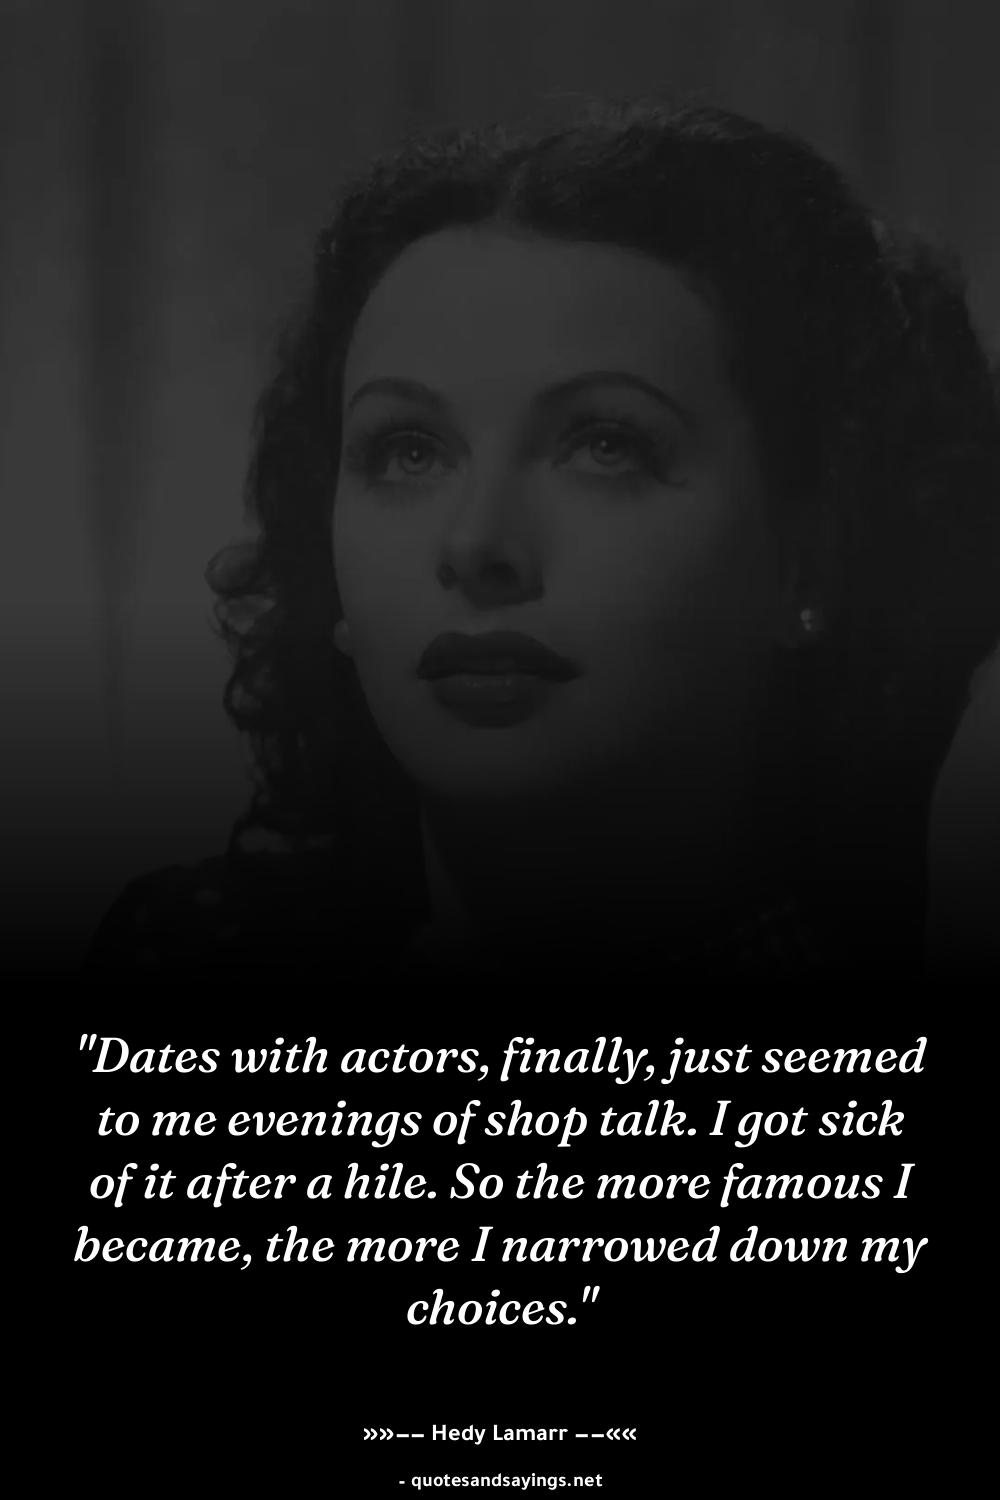 "Dates with actors, finally, just seemed
to me evenings of shop talk. I got sick
of it after a hile. So the more famous I
became, the more I narrowed down my
choices."
»»−− Hedy Lamarr −−««
- quotesandsayings.net